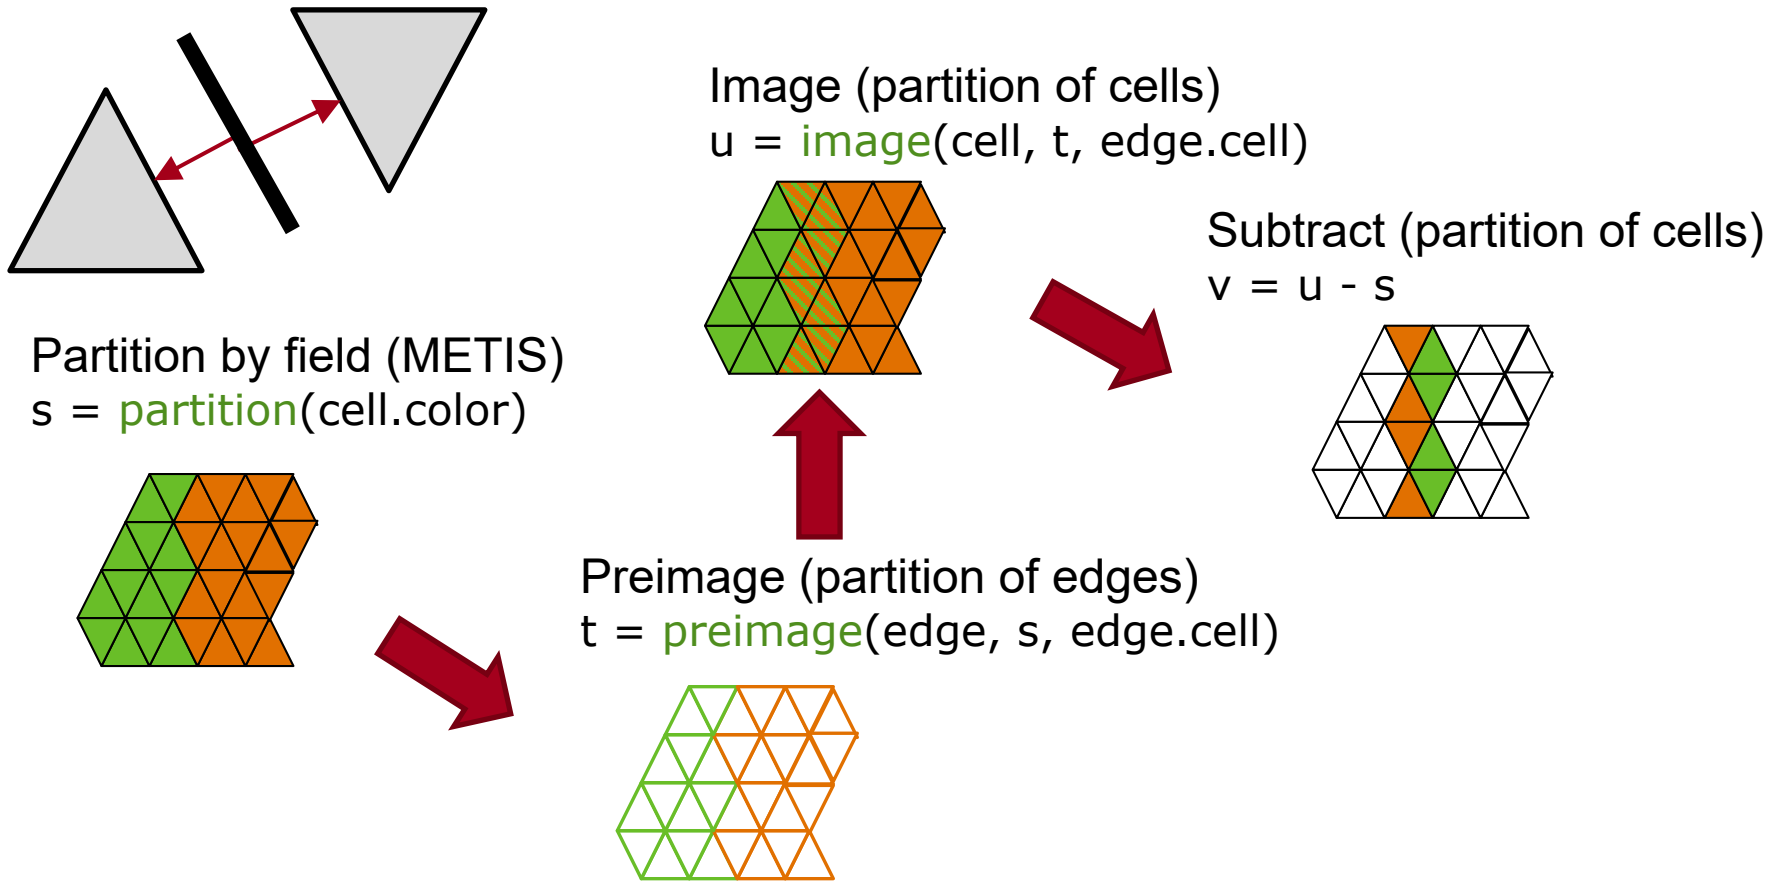 Partition by field (METIS)
s = partition(cell.color)
Preimage (partition of edges)
t = preimage(edge, s, edge.cell)
Image (partition of cells)
u = image(cell, t, edge.cell)
Subtract (partition of cells)
v = u - s